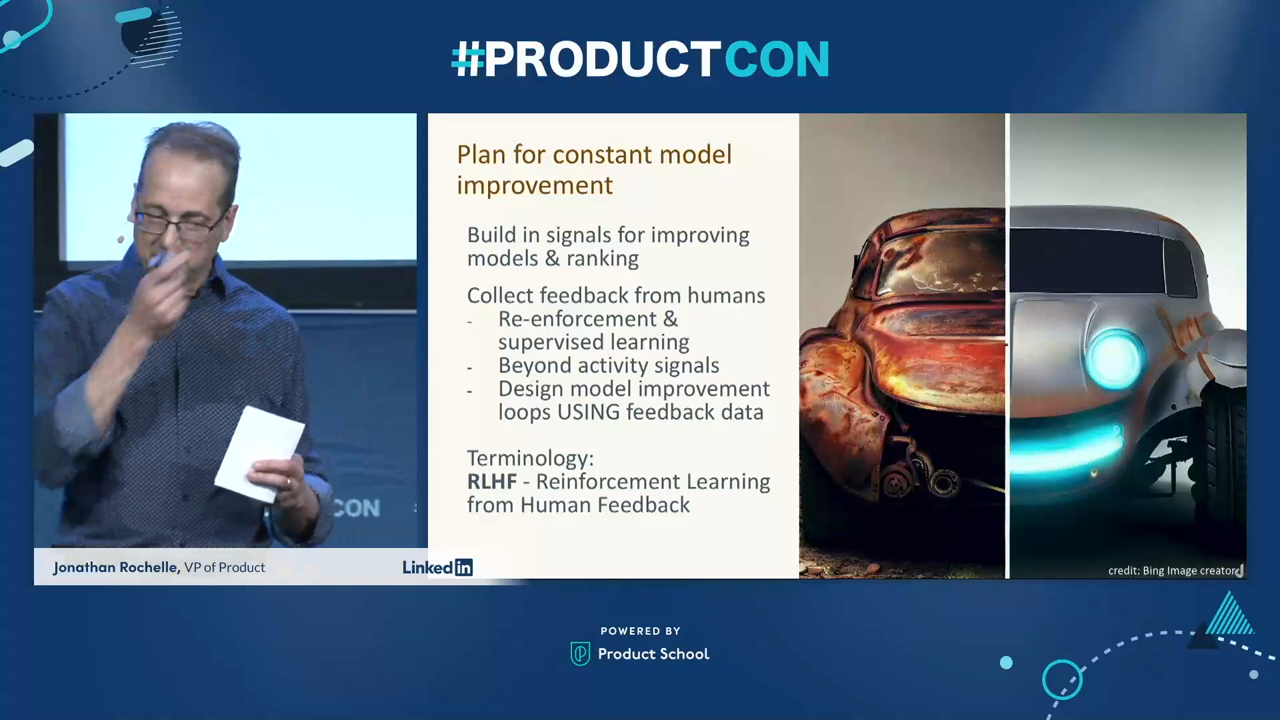 #PRODUCTCON
Plan for constant model
improvement
Build in signals for improving
models & ranking
Collect feedback from humans
- Re-enforcement &
supervised learning
- Beyond activity signals
- Design model improvement
loops USING feedback data
Terminology:
RLHF - Reinforcement Learning
from Human Feedback
credit: Bing Image creator
CON
Jonathan Rochelle, VP of Product
Linkedin
POWERED BY
Product School